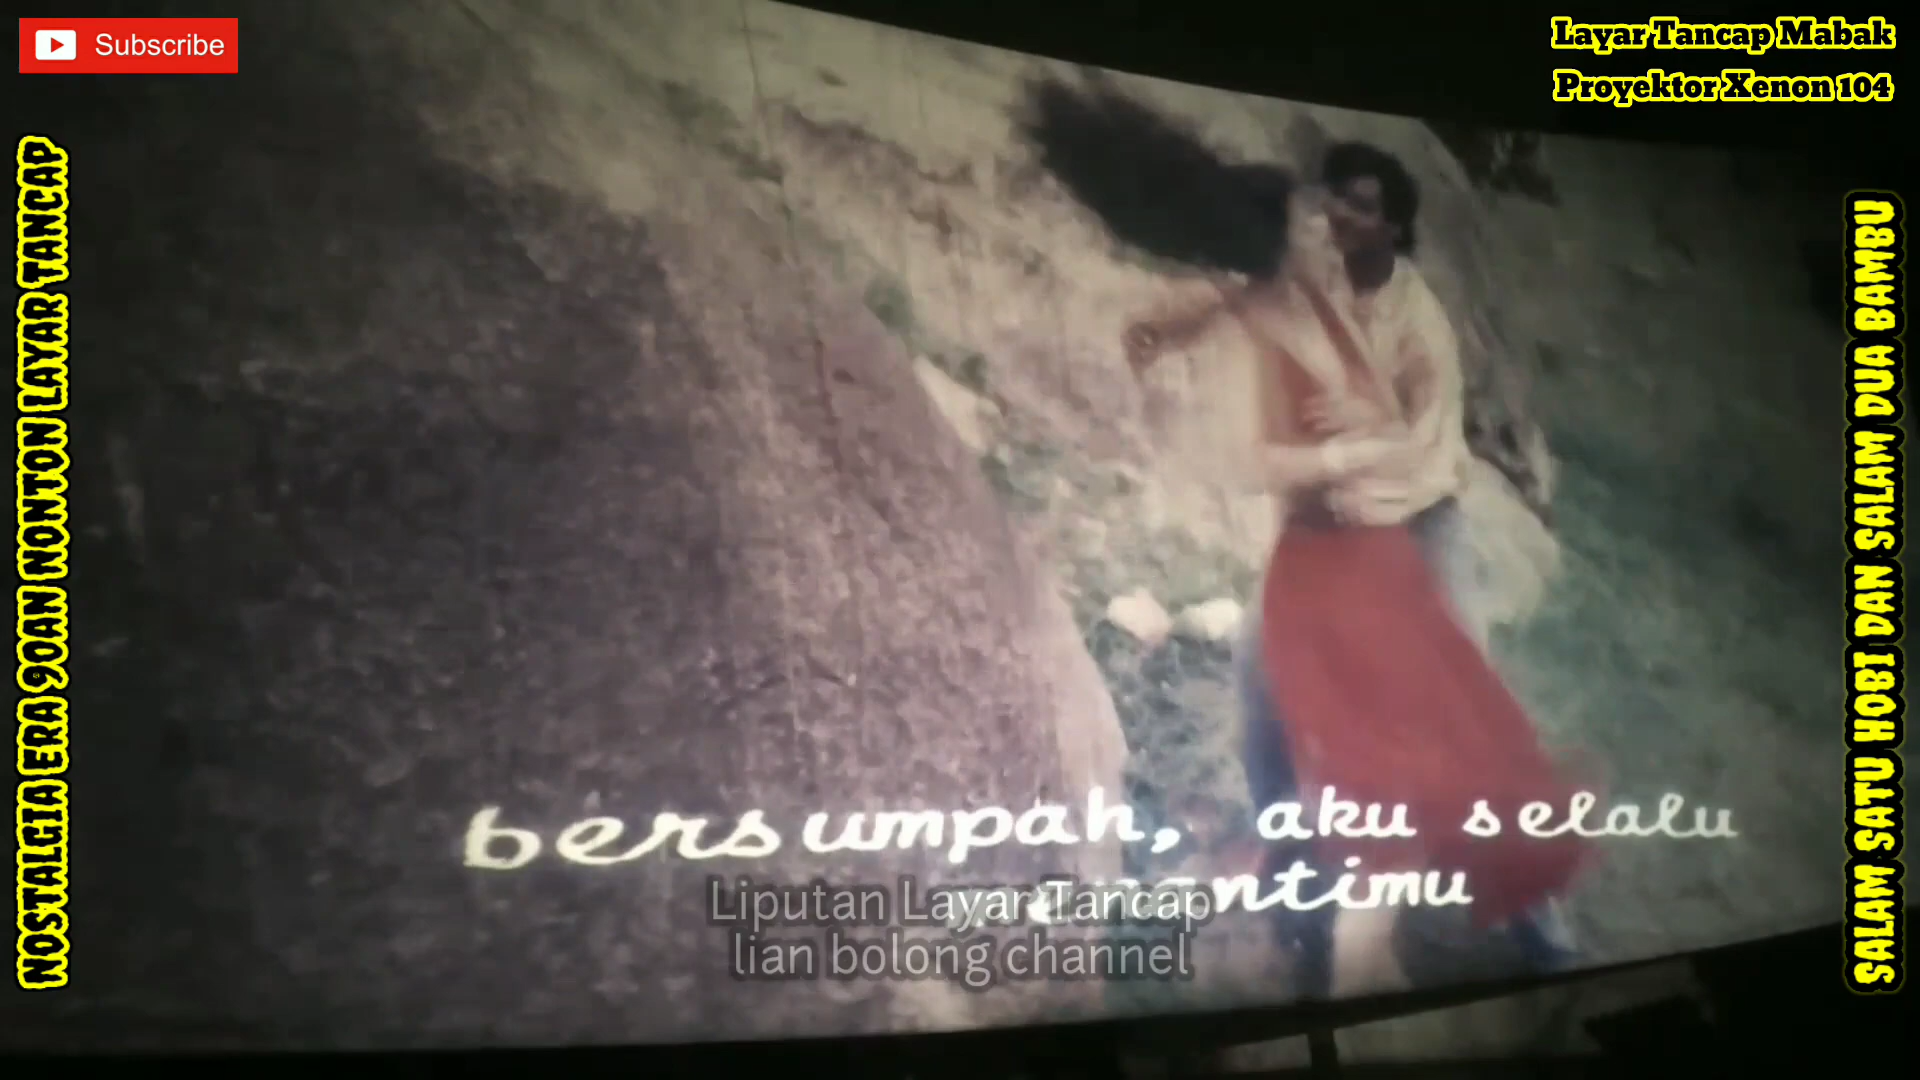 Subscribe
Layar Tancap Mabak
Proyektor Xenon 104
NOSTALGIA ERA 90AN NONTON LAYAR TANCAP
SALAM SATU HOBI DAN SALAM DUA BAMBU
bersumpah, aku selalu
Liputan Layar Tancap
lian bolong channel